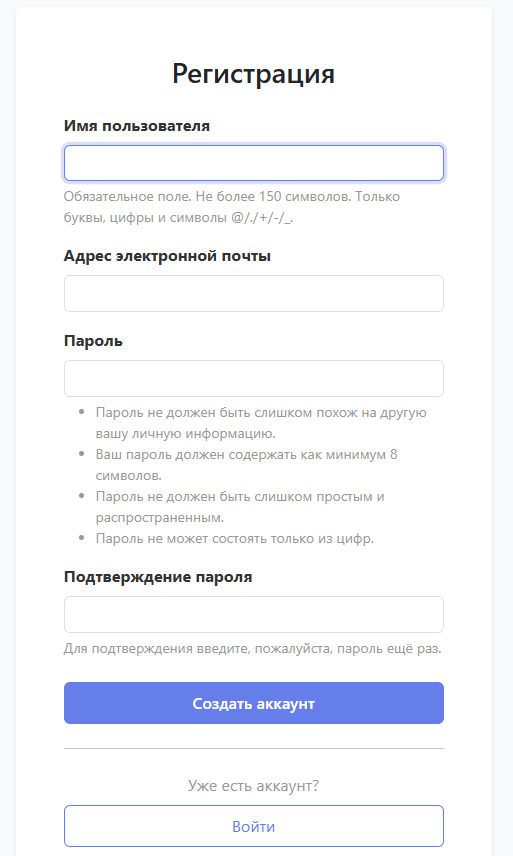 Регистрация
Имя пользователя
Обязательное поле. Не более 150 символов. Только
буквы, цифры и символы @/./+/-/_.
Адрес электронной почты
Пароль
Пароль не должен быть слишком похож на другую
вашу личную информацию.
Ваш пароль должен содержать как минимум 8
символов.
Пароль не должен быть слишком простым и
распространенным.
Пароль не может состоять только из цифр.
Подтверждение пароля
Для подтверждения введите, пожалуйста, пароль ещё раз.
Создать аккаунт
Уже есть аккаунт?
Войти